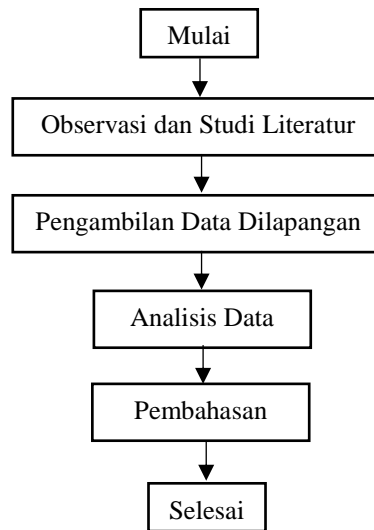 Mulai
Observasi dan Studi Literatur
Pengambilan Data Dilapangan
Analisis Data
Pembahasan
Selesai